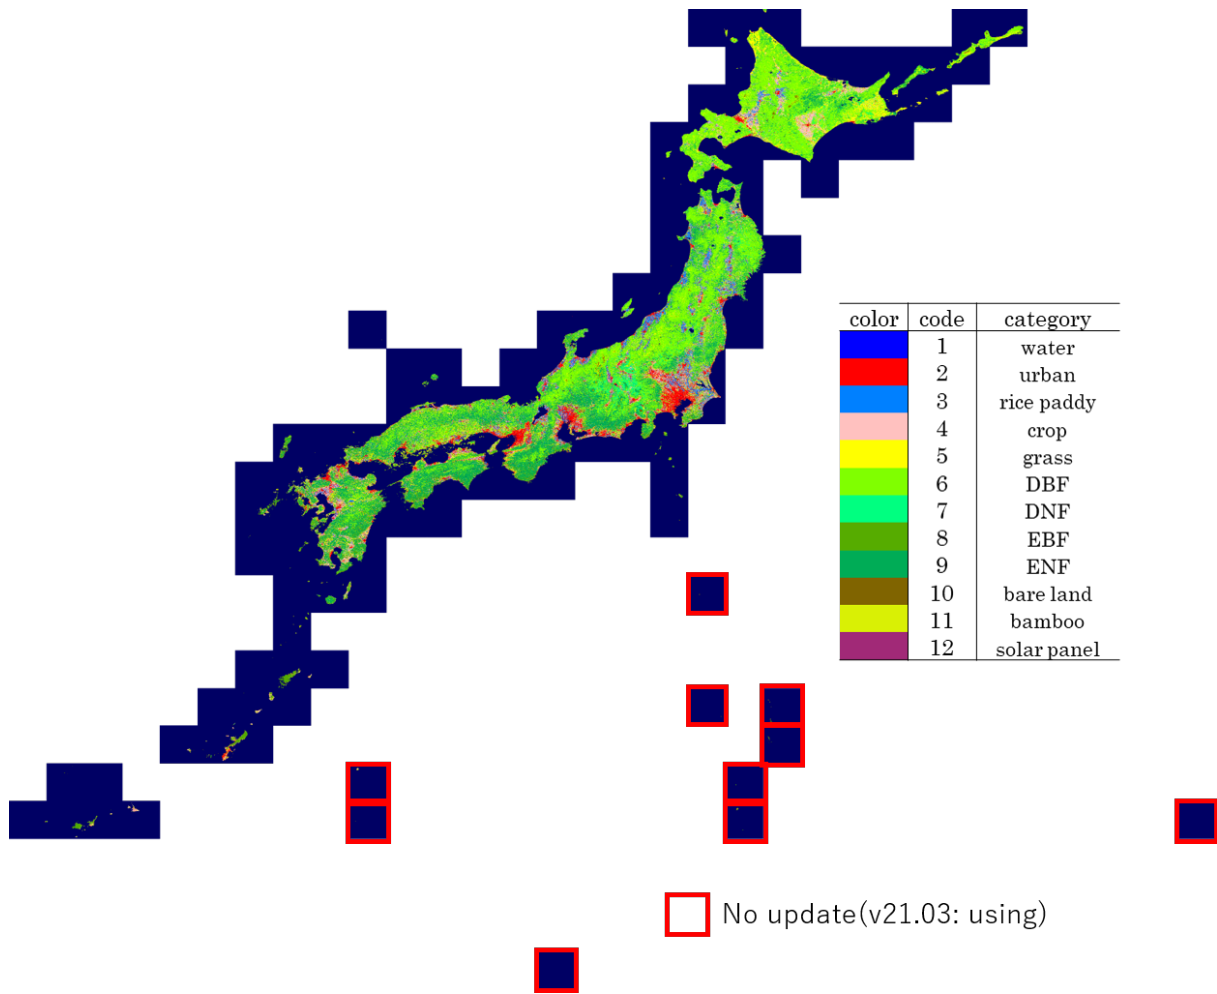 color code category
1 water
2 urban
3 rice paddy
4 crop
5 grass
6 DBF
7 DNF
8 EBF
9 ENF
10 bare land
11 bamboo
12 solar panel
No update(v21.03: using)